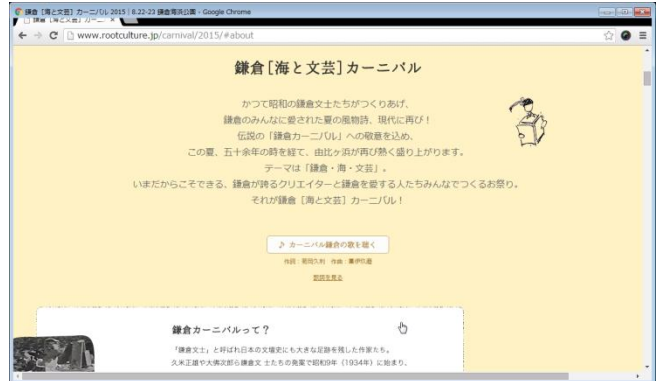 鎌倉 [海と文芸] カーニバル 2015 | 8.22-23 鎌倉海浜公園 - Google Chrome
鎌倉 [海と文芸] カーニ
www.rootculture.jp/carnival/2015/#about
鎌倉[海と文芸]カーニバル
かつて昭和の鎌倉文士たちがつくりあげ、
鎌倉のみんなに愛された夏の風物詩、現代に再び!
伝説の「鎌倉カーニバル」への敬意を込め、
この夏、五十余年の時を経て、由比ヶ浜が再び熱く盛り上がります。
テーマは「鎌倉・海・文芸」。
いまだからこそできる、鎌倉が誇るクリエイターと鎌倉を愛する人たちみんなでつくるお祭り。
それが鎌倉 [海と文芸] カーニバル!
♪ カーニバル鎌倉の歌を聴く
作詞:
作曲:
歌詞を見る
鎌倉カーニバルって?
「鎌倉文士」と呼ばれ日本の文壇史にも大きな足跡を残した作家たち。
久米正雄や大佛次郎ら鎌倉文士たちの発案で昭和9年(1934年)に始まり、